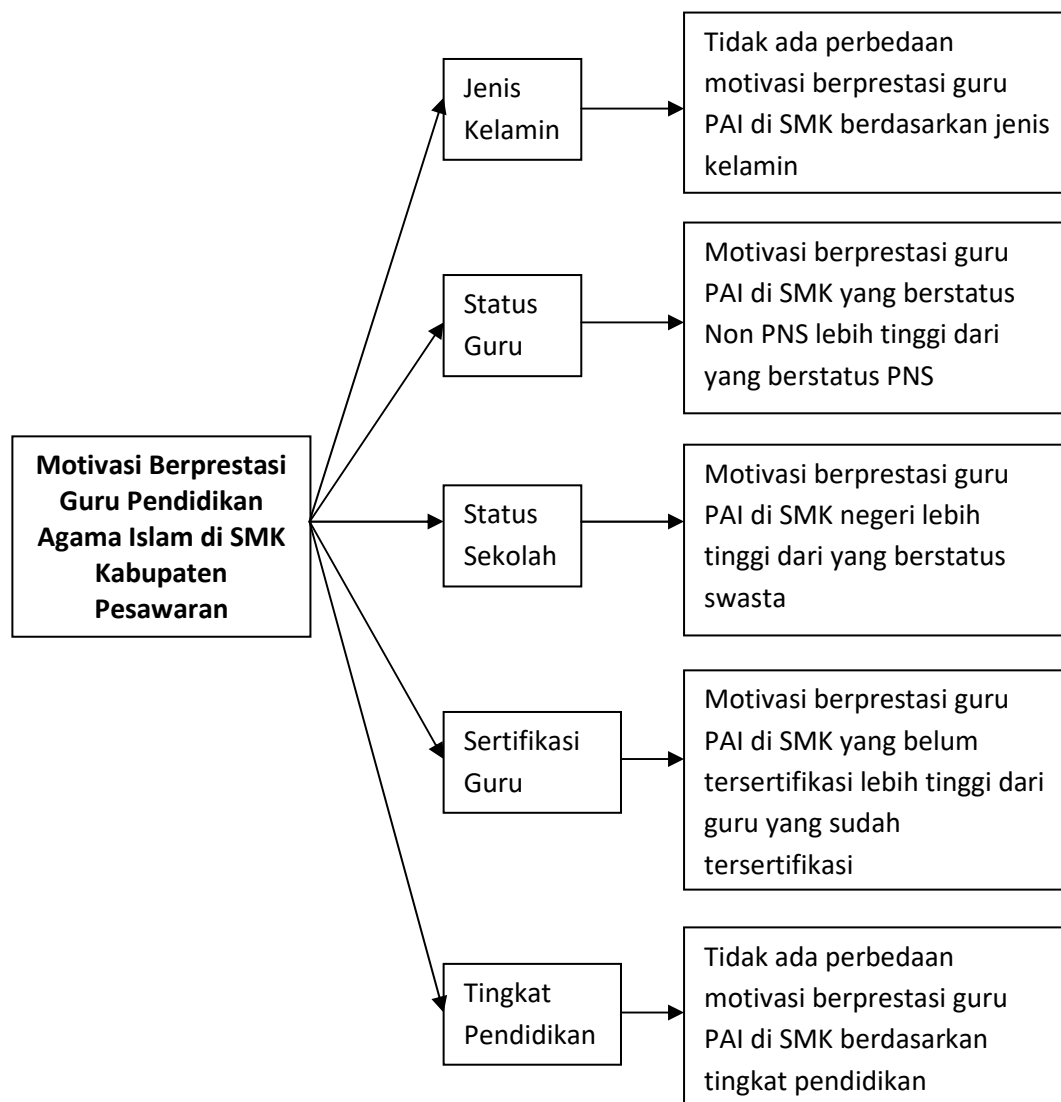 Motivasi Berprestasi
Guru Pendidikan
Agama Islam di SMK
Kabupaten
Pesawaran
Jenis
Kelamin
Tidak ada perbedaan
motivasi berprestasi guru
PAI di SMK berdasarkan jenis
kelamin
Status
Guru
Motivasi berprestasi guru
PAI di SMK yang berstatus
Non PNS lebih tinggi dari
yang berstatus PNS
Status
Sekolah
Motivasi berprestasi guru
PAI di SMK negeri lebih
tinggi dari yang berstatus
swasta
Sertifikasi
Guru
Motivasi berprestasi guru
PAI di SMK yang belum
tersertifikasi lebih tinggi dari
guru yang sudah
tersertifikasi
Tingkat
Pendidikan
Tidak ada perbedaan
motivasi berprestasi guru
PAI di SMK berdasarkan
tingkat pendidikan